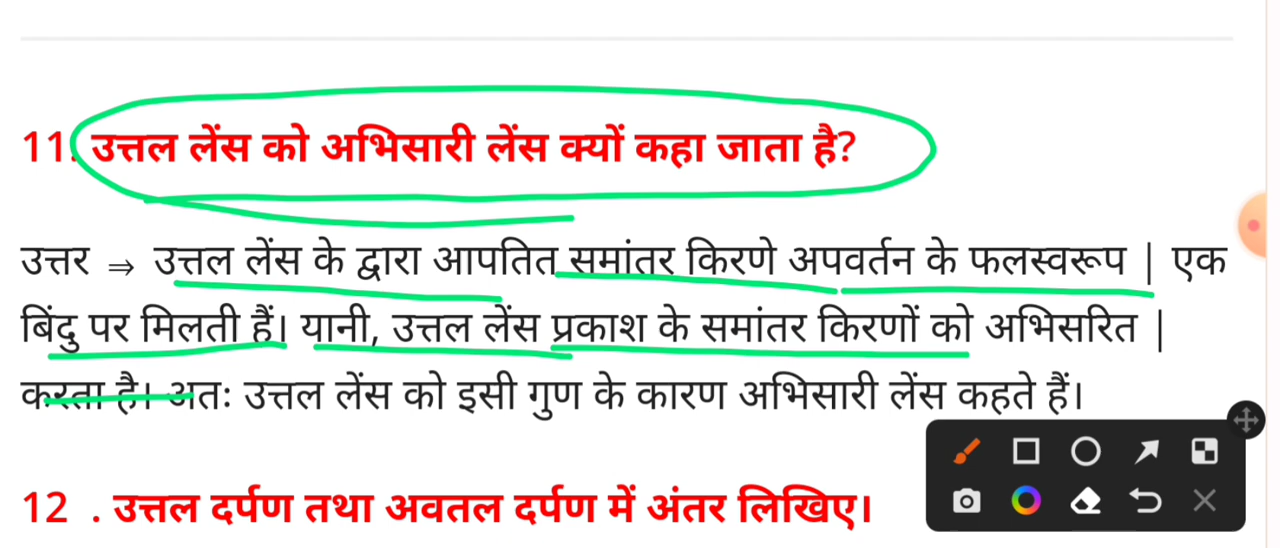 11. उत्तल लेंस को अभिसारी लेंस क्यों कहा जाता है?
उत्तर ⇒ उत्तल लेंस के द्वारा आपतित समांतर किरणे अपवर्तन के फलस्वरूप | एक
बिंदु पर मिलती हैं। यानी, उत्तल लेंस प्रकाश के समांतर किरणों को अभिसरित |
करता है। अतः उत्तल लेंस को इसी गुण के कारण अभिसारी लेंस कहते हैं।
12 . उत्तल दर्पण तथा अवतल दर्पण में अंतर लिखिए।